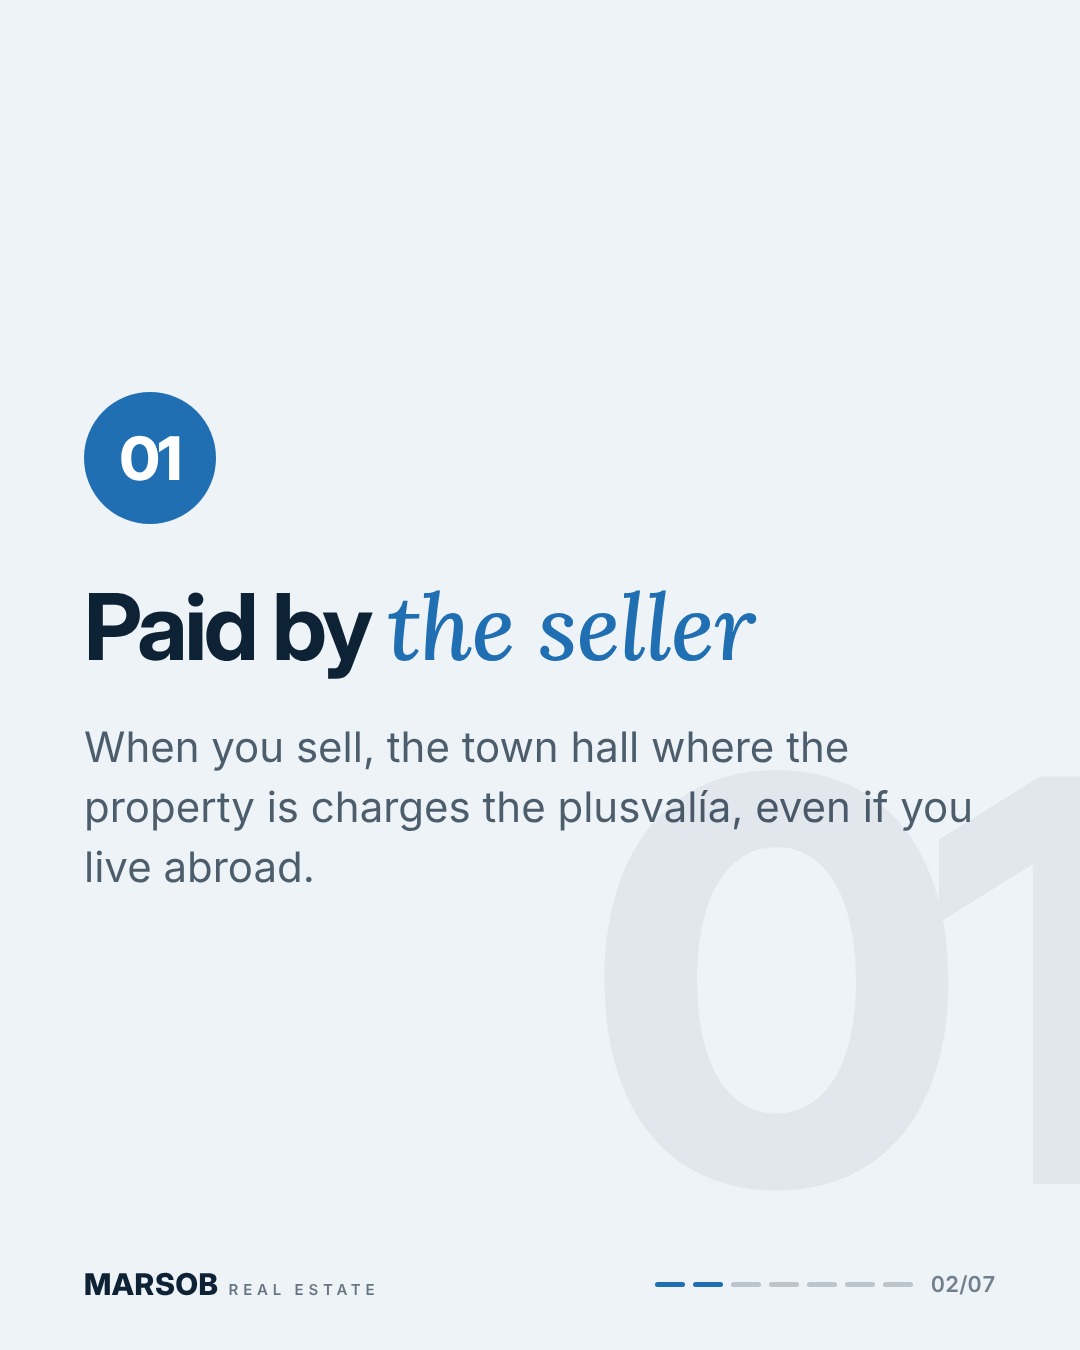 01
Paid by the seller
When you sell, the town hall where the
property is charges the plusvalía, even if you
live abroad.
01
MARSOB REAL ESTATE
02/07